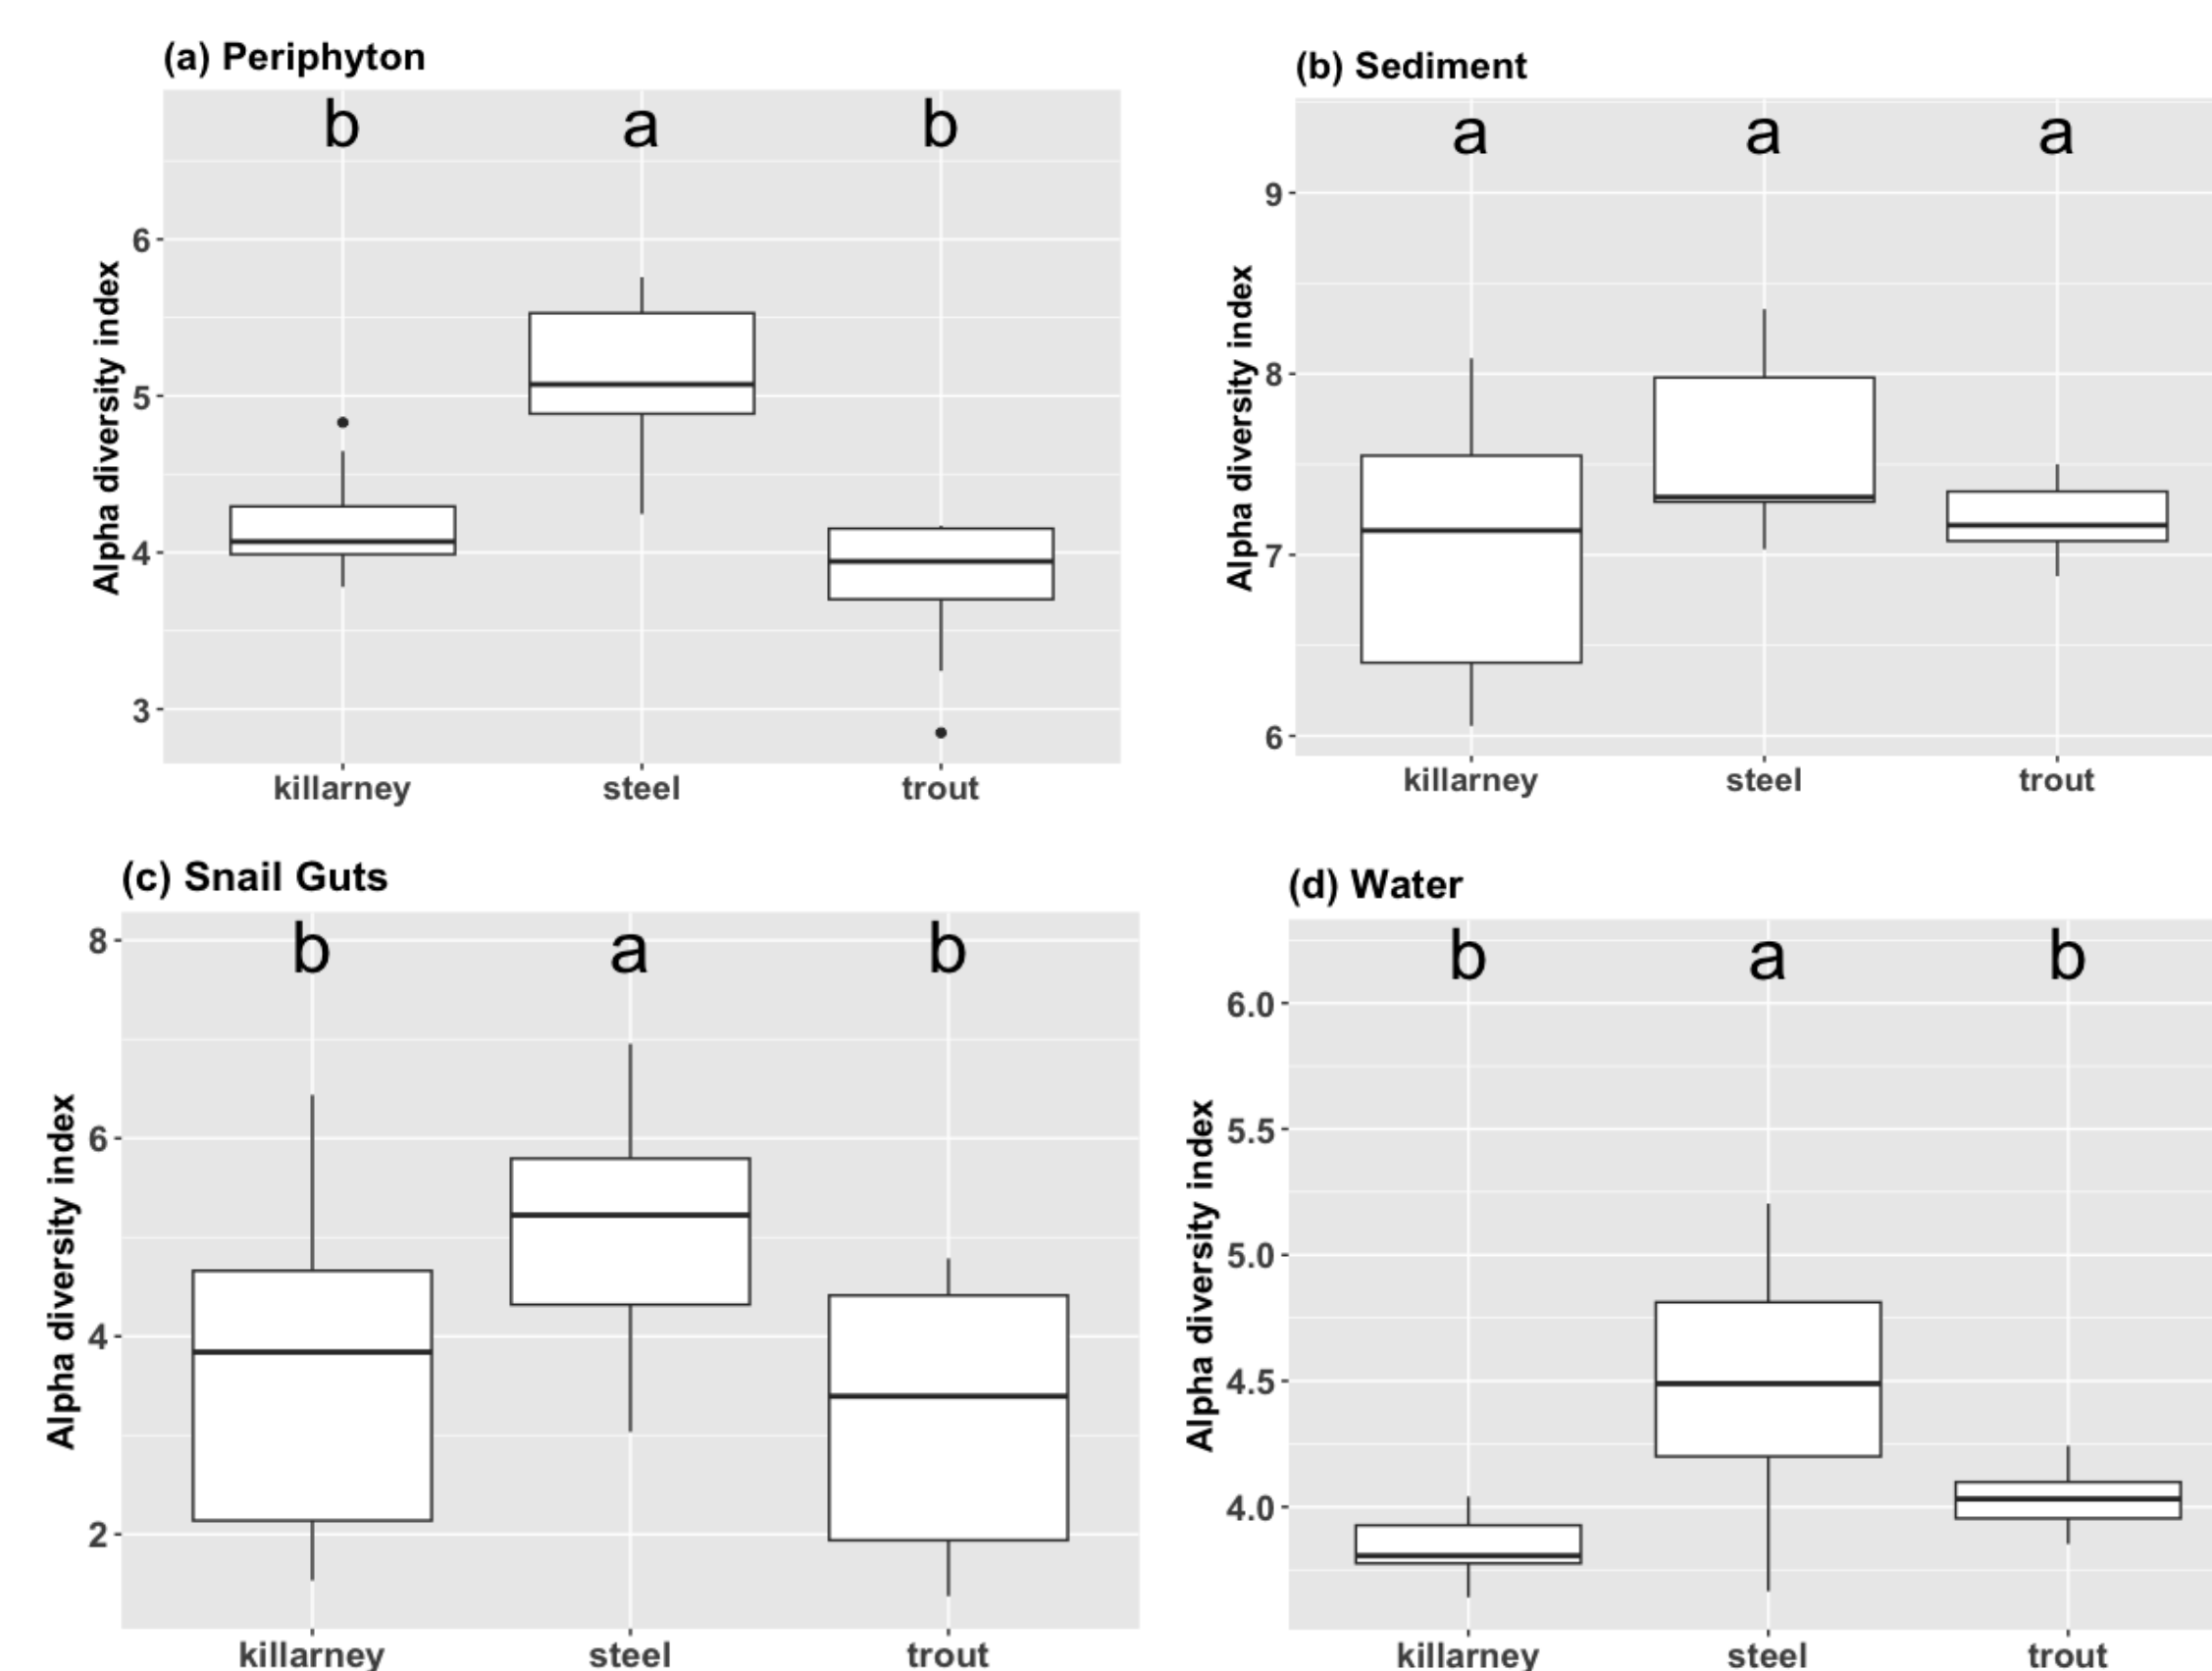 (a) Periphyton
b a b
6
5
4
3
Alpha diversity index
killarney steel trout
(b) Sediment
a a a
9
8
7
6
Alpha diversity index
killarney steel trout
(c) Snail Guts
b a b
8
6
4
2
Alpha diversity index
killarney steel trout
(d) Water
b a b
6.0
5.5
5.0
4.5
4.0
Alpha diversity index
killarney steel trout